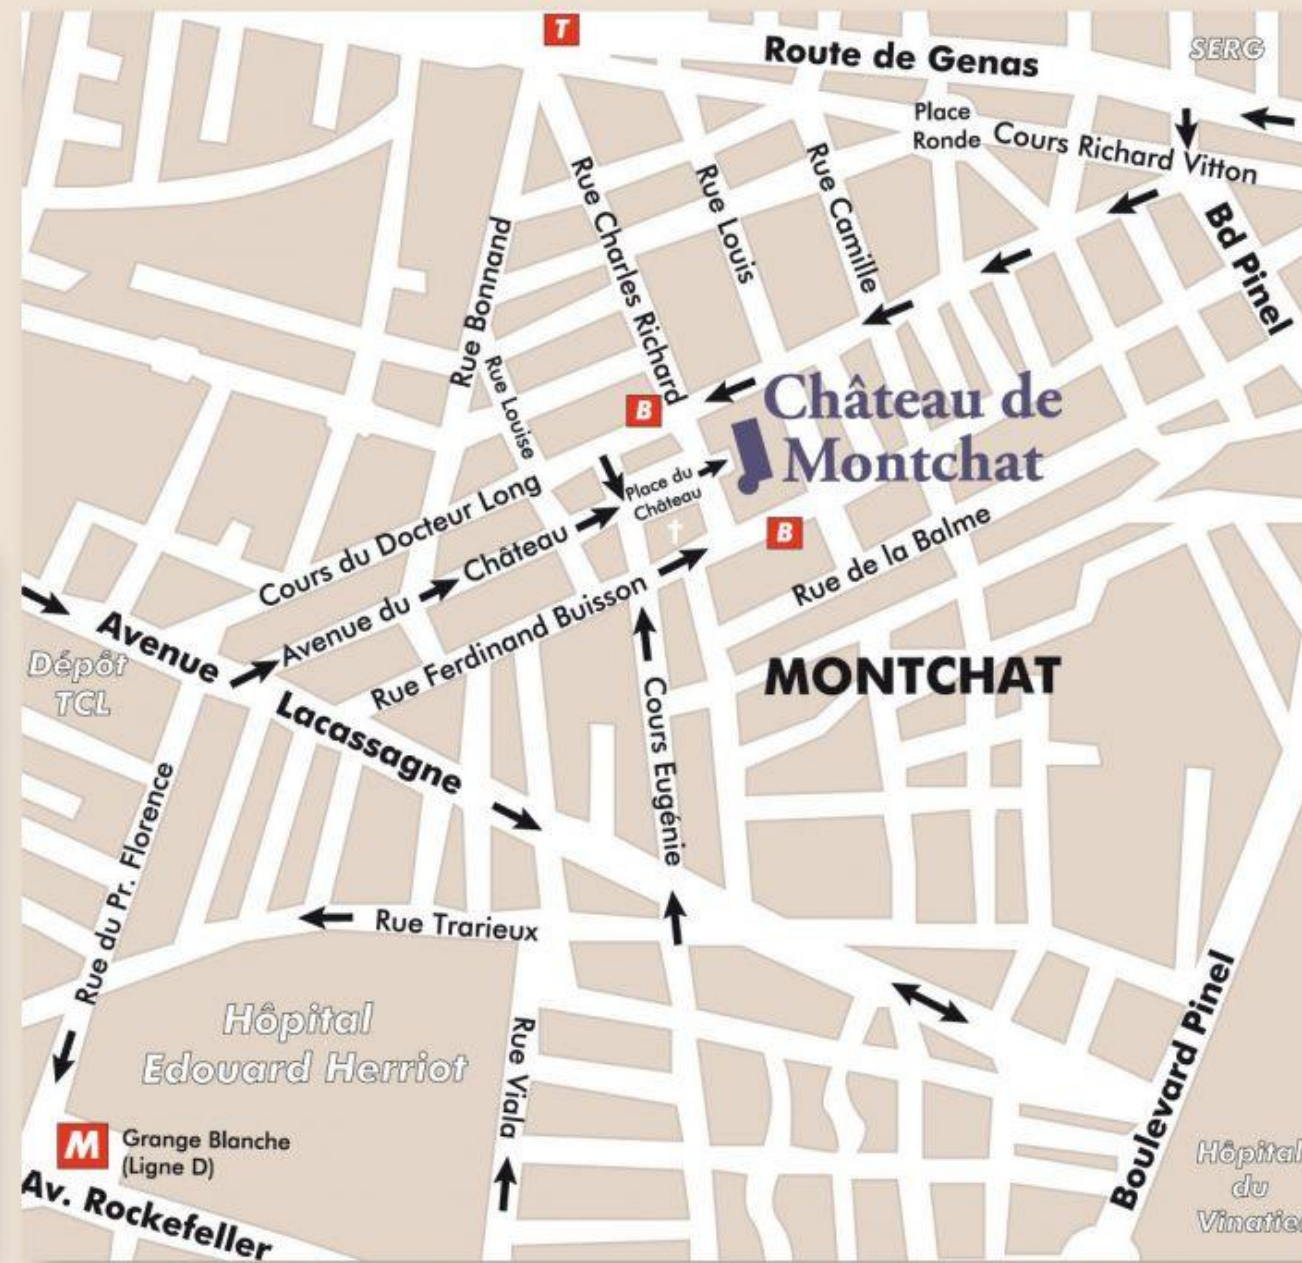 T
Route de Genas
SERG
Place
Ronde
Cours Richard Vitton
Rue Charles Richard
Rue Louis
Rue Camille
Bd Pinel
Rue Bonnand
Rue Louise
B
Château de
Montchat
Place du
Château
Cours du Docteur Long
Avenue du Château
B
Rue de la Balme
Rue Ferdinand Buisson
Avenue Lacassagne
Dépôt
TCL
MONTCHAT
Cours Eugénie
Rue du Pr. Florence
Rue Trarieux
Hôpital
Edouard Herriot
Rue Viala
Boulevard Pinel
M
Grange Blanche
(Ligne D)
Av. Rockefeller
Hôpital
du
Vinatie